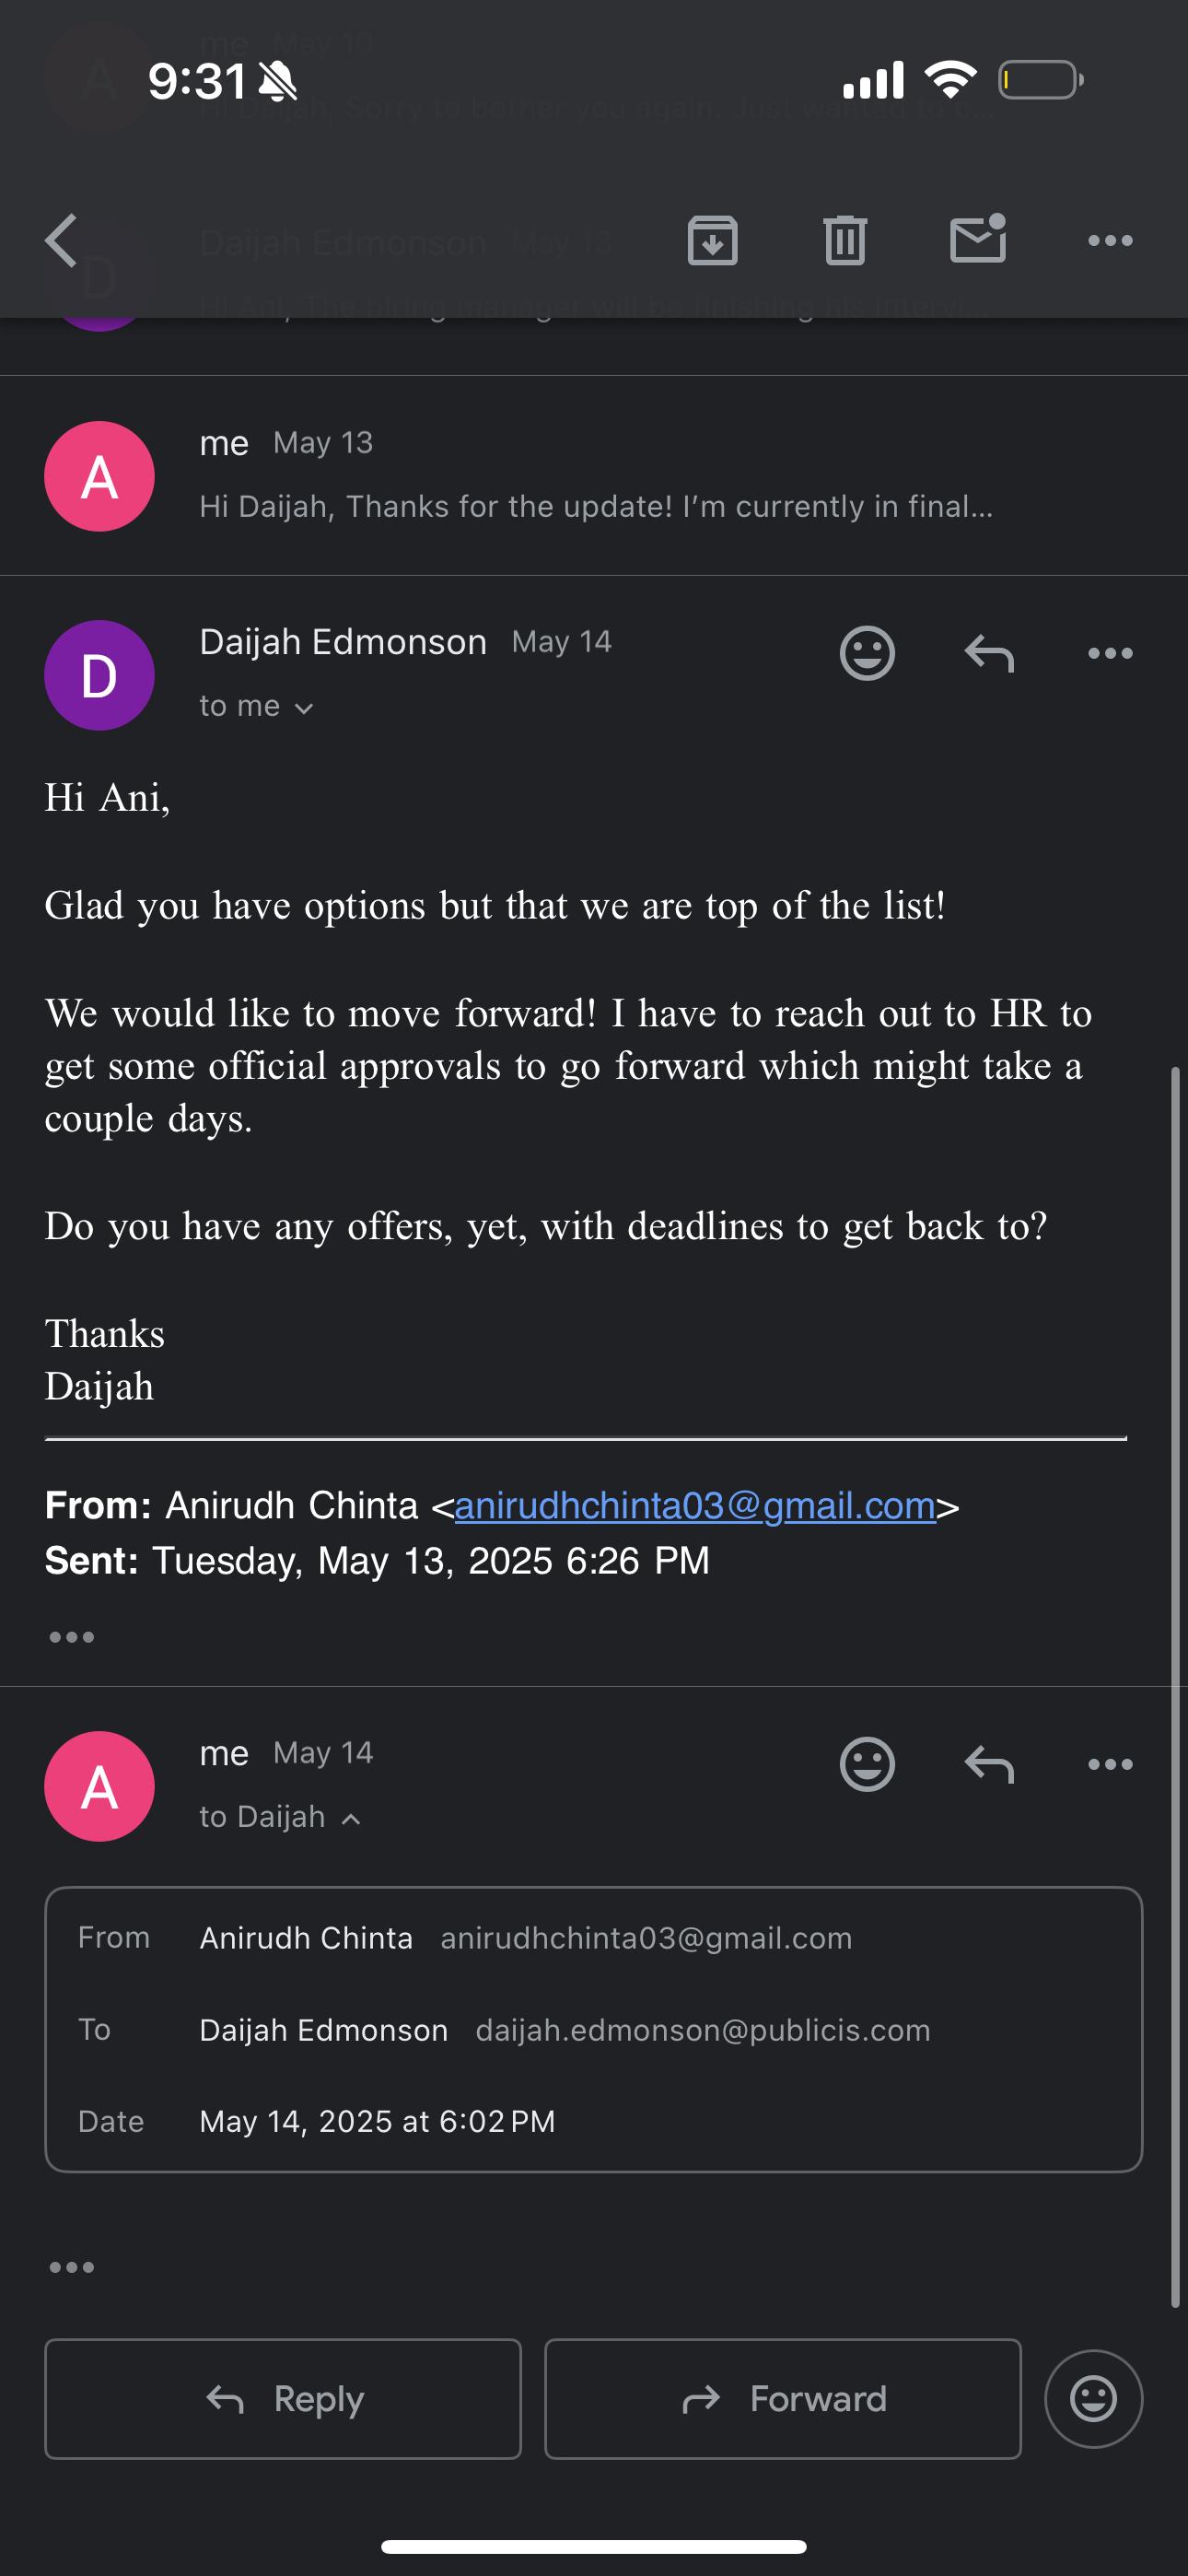 me May 10
9:31
Hi Daijah, Sorry to bother you again. Just wanted to c...
Daijah Edmonson May 13
Hi Ani, The hiring manager will be finishing his intervi...
A
me May 13
Hi Daijah, Thanks for the update! I’m currently in final...
D
Daijah Edmonson May 14
to me
Hi Ani,
Glad you have options but that we are top of the list!
We would like to move forward! I have to reach out to HR to
get some official approvals to go forward which might take a
couple days.
Do you have any offers, yet, with deadlines to get back to?
Thanks
Daijah
From: Anirudh Chinta <anirudhchinta03@gmail.com>
Sent: Tuesday, May 13, 2025 6:26 PM
A
me May 14
to Daijah
From Anirudh Chinta anirudhchinta03@gmail.com
To Daijah Edmonson daijah.edmonson@publicis.com
Date May 14, 2025 at 6:02 PM
Reply
Forward